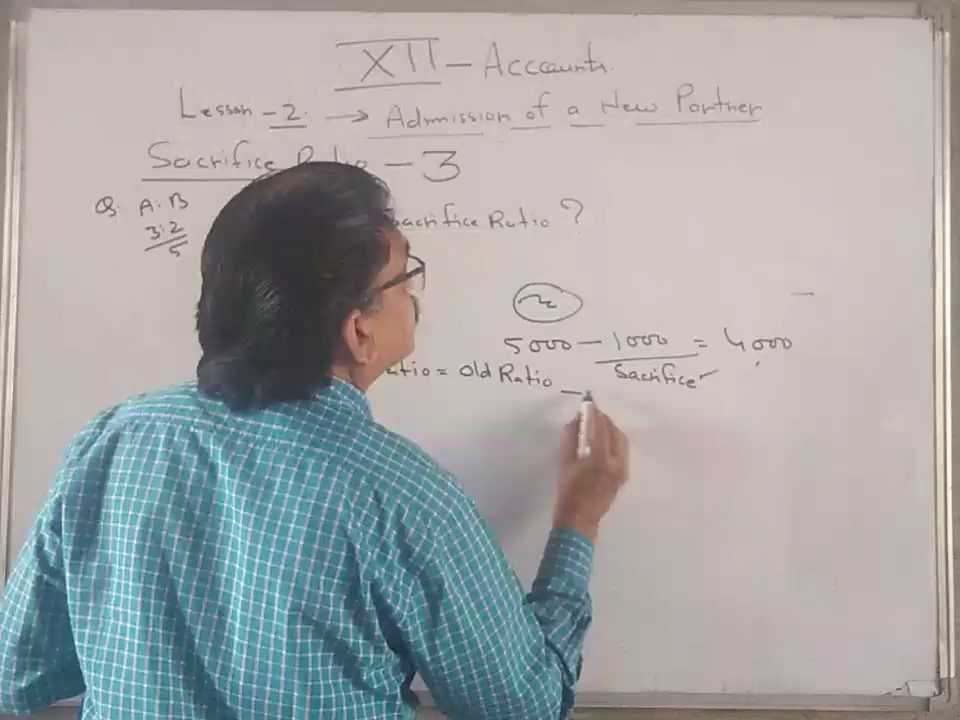 XII - Accounts.
Lesson - 2. → Admission of a New Partner
Sacrifice Ratio - 3
Q. A:B
3:2
5
Sacrifice Ratio?
5000 - 1000 = 4000
Sacrifice
= Old Ratio -